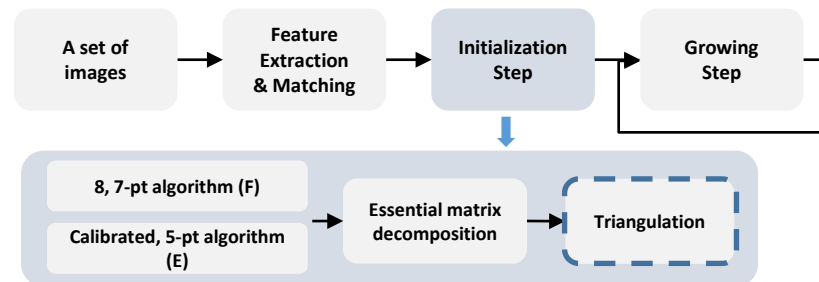 A set of
images
Feature
Extraction
& Matching
Initialization
Step
Growing
Step
8, 7-pt algorithm (F)
Calibrated, 5-pt algorithm
(E)
Essential matrix
decomposition
Triangulation